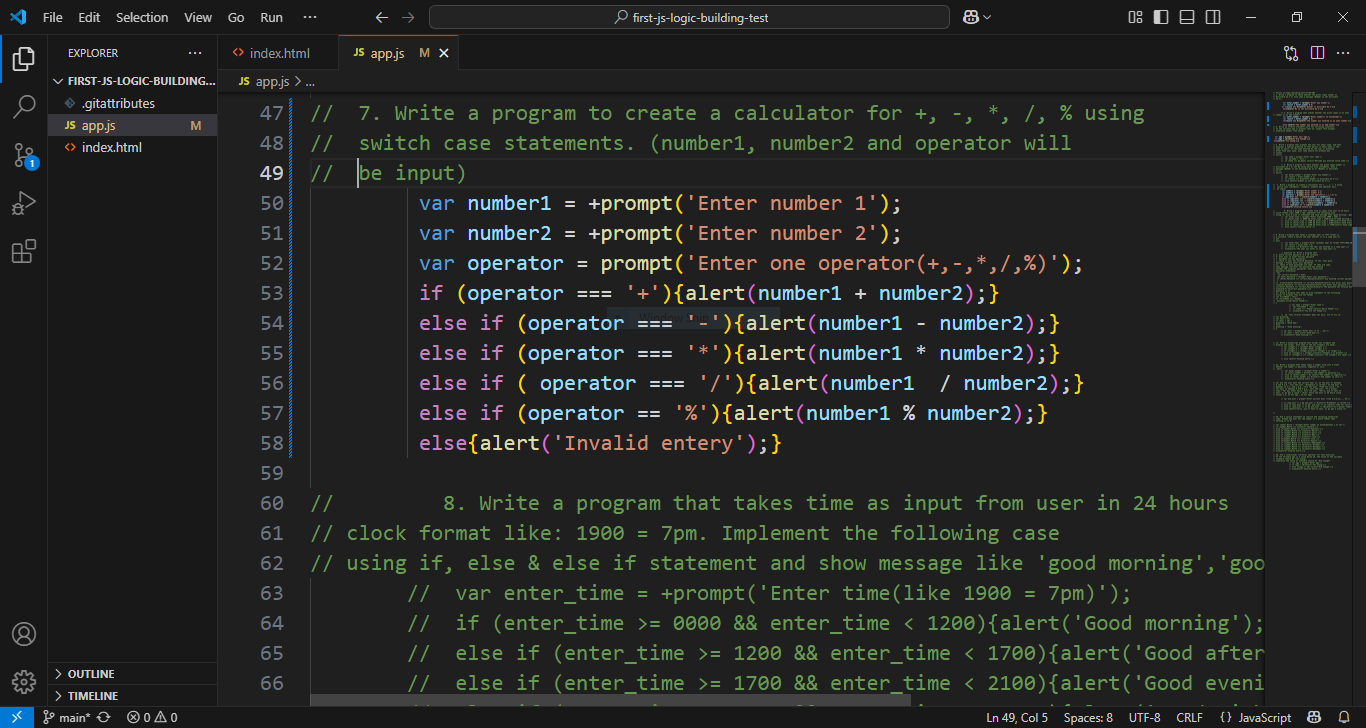 File Edit Selection View Go Run ···
first-js-logic-building-test
EXPLORER ···
FIRST-JS-LOGIC-BUILDING...
.gitattributes
JS app.js M
<> index.html
OUTLINE
TIMELINE
<> index.html JS app.js M
JS app.js > ...
47 // 7. Write a program to create a calculator for +, -, *, /, % using
48 // switch case statements. (number1, number2 and operator will
49 // be input)
50 var number1 = +prompt('Enter number 1');
51 var number2 = +prompt('Enter number 2');
52 var operator = prompt('Enter one operator(+,-,*,/,%)');
53 if (operator === '+'){alert(number1 + number2);}
54 else if (operator === '-'){alert(number1 - number2);}
55 else if (operator === '*'){alert(number1 * number2);}
56 else if ( operator === '/'){alert(number1  / number2);}
57 else if (operator == '%'){alert(number1 % number2);}
58 else{alert('Invalid entery');}
59
60 // 8. Write a program that takes time as input from user in 24 hours
61 // clock format like: 1900 = 7pm. Implement the following case
62 // using if, else & else if statement and show message like 'good morning','goo
63 // var enter_time = +prompt('Enter time(like 1900 = 7pm)');
64 // if (enter_time >= 0000 && enter_time < 1200){alert('Good morning');
65 // else if (enter_time >= 1200 && enter_time < 1700){alert('Good after
66 // else if (enter_time >= 1700 && enter_time < 2100){alert('Good eveni
1
main* 0 0 Ln 49, Col 5 Spaces: 8 UTF-8 CRLF {} JavaScript